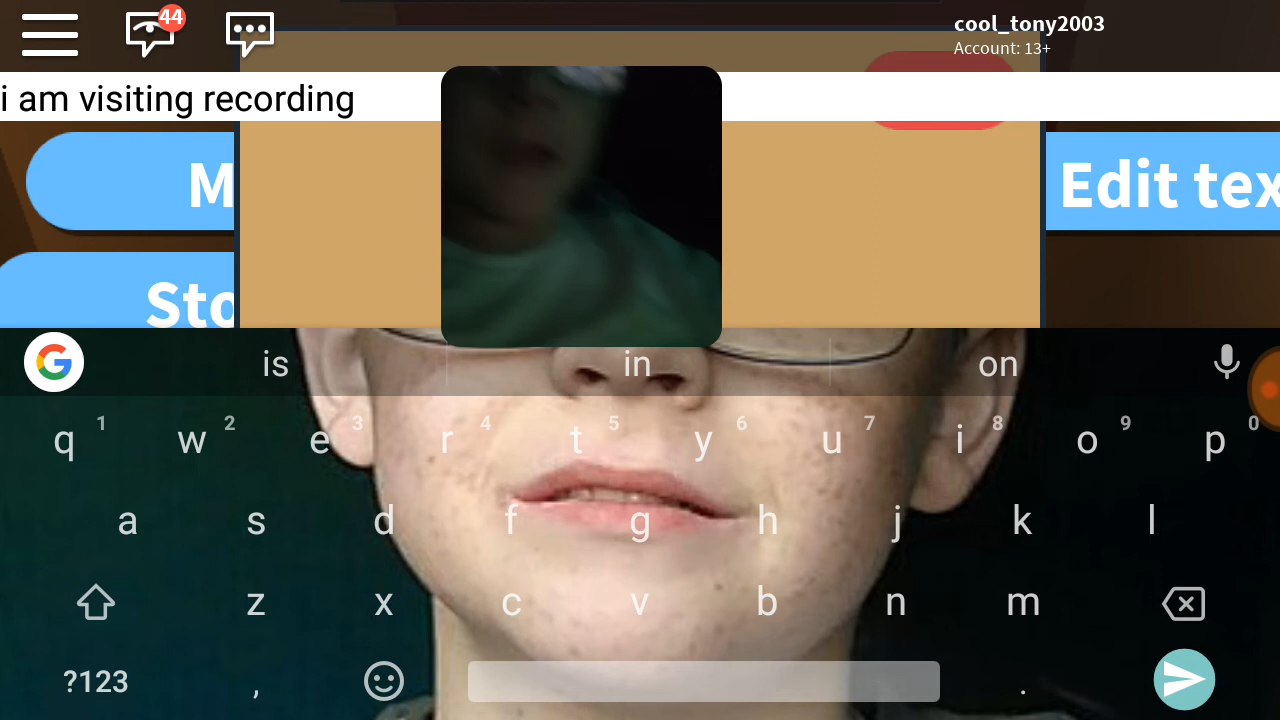 44
cool_tony2003
Account: 13+
i am visiting recording
M
Edit tex
Sto
G
is in on
q 1 w 2 e 3 r 4 t 5 y 6 u 7 i 8 o 9 p 0
a s d f g h j k l
z x c v b n m
?123 , .